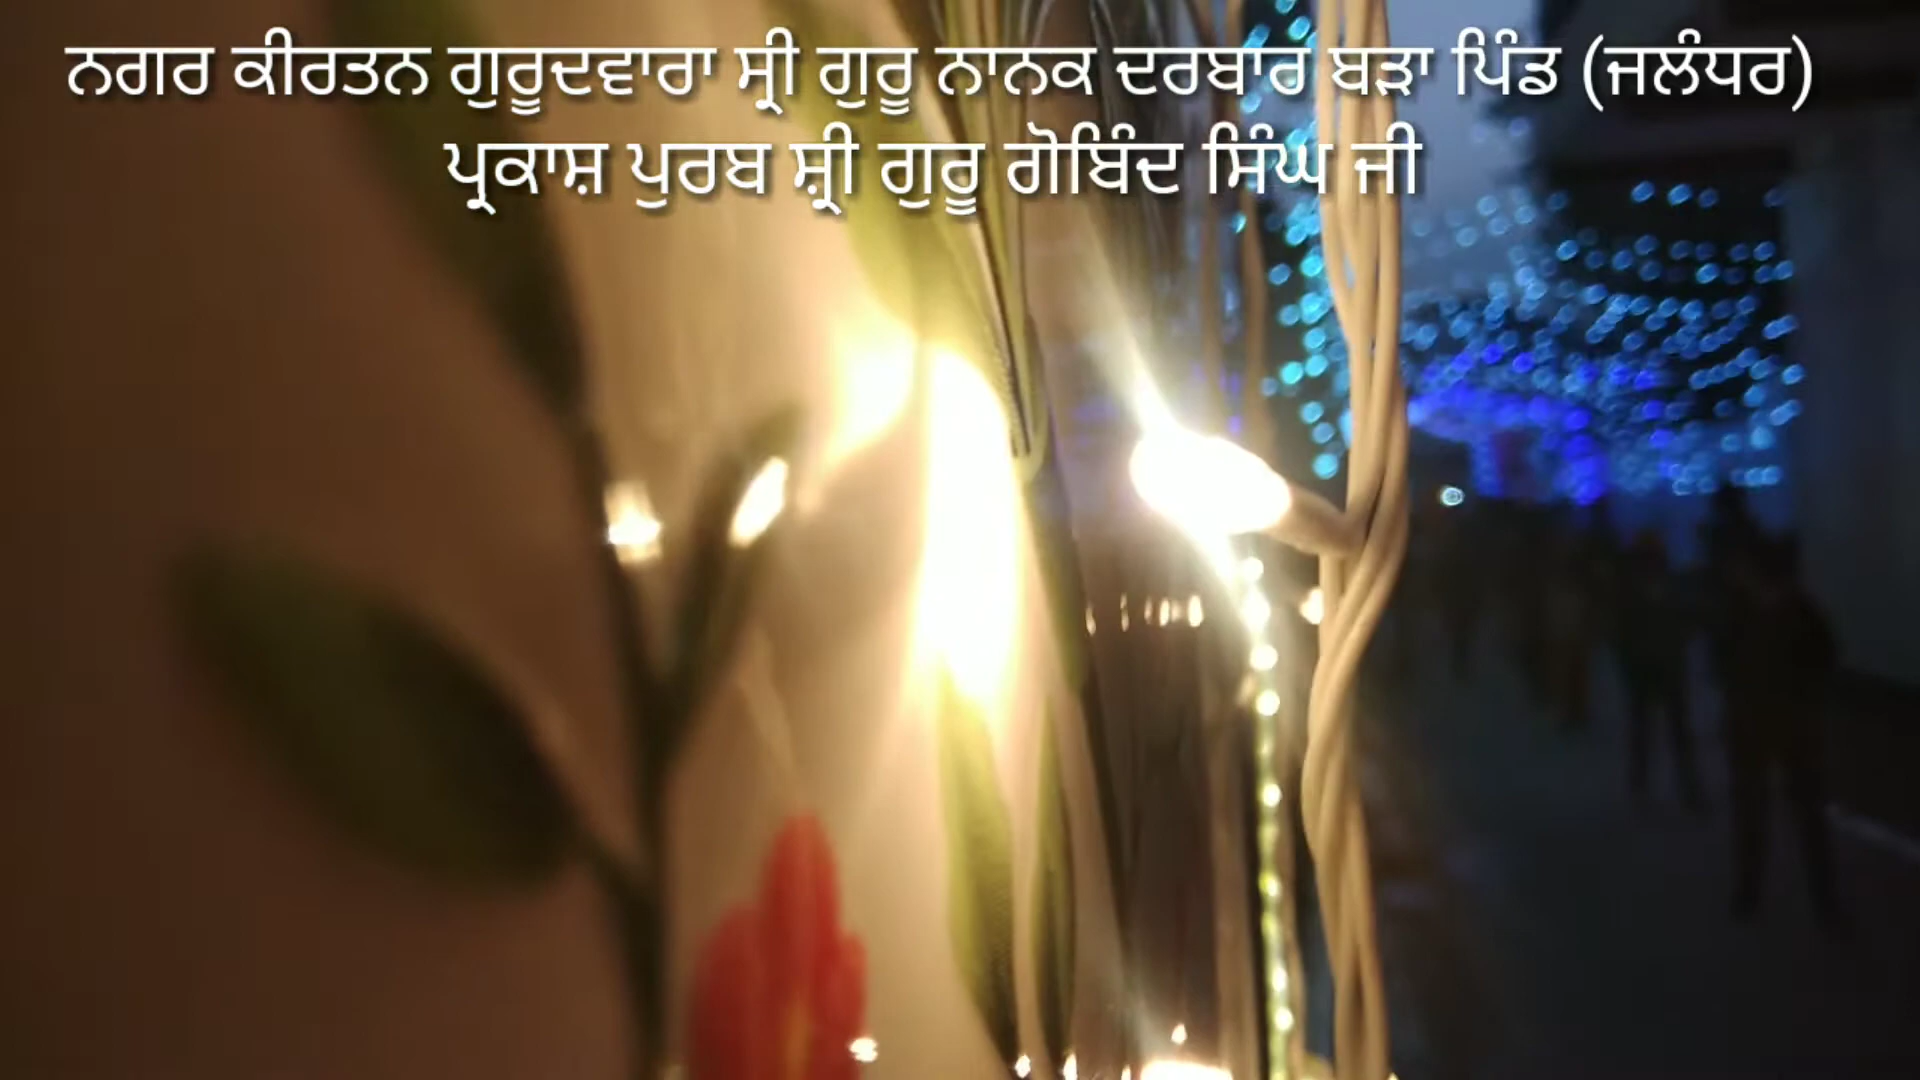 ਨਗਰ ਕੀਰਤਨ ਗੁਰੂਦਵਾਰਾ ਸ੍ਰੀ ਗੁਰੂ ਨਾਨਕ ਦਰਬਾਰ ਬੜਾ ਪਿੰਡ (ਜਲੰਧਰ)
ਪ੍ਰਕਾਸ਼ ਪੁਰਬ ਸ਼੍ਰੀ ਗੁਰੂ ਗੋਬਿੰਦ ਸਿੰਘ ਜੀ